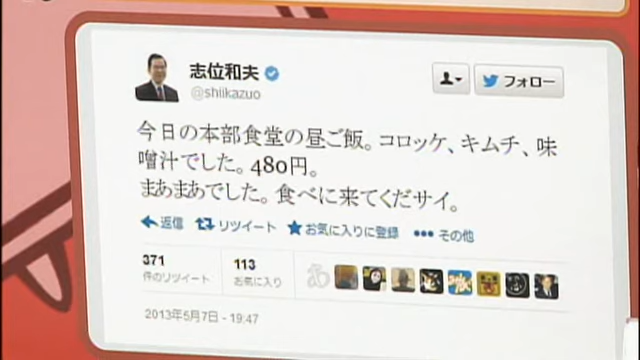 志位和夫
@shiikazuo
フォロー
今日の本部食堂の昼ご飯。コロッケ、キムチ、味
噌汁でした。480円。
まあまあでした。食べに来てくだサイ。
返信 リツイート お気に入りに登録 その他
371 113
件のリツイート お気に入り
2013年5月7日 - 19:47